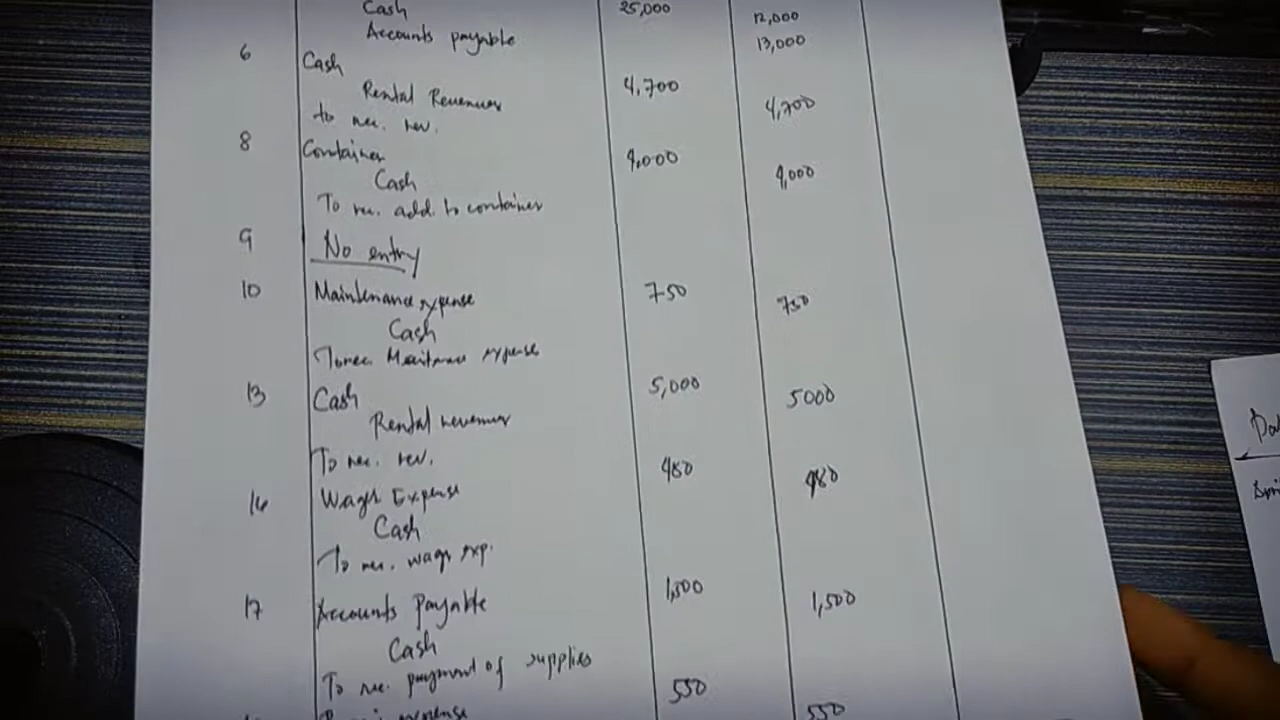 Cash 25,000 12,000
Accounts payable 13,000
6 Cash 4,700
Rental Revenues 4,700
to rec. rev.
8 Container 9,000
Cash 9,000
To rec. add. to container
9 No entry
10 Maintenance expense 750
Cash 750
To rec. Maintenance expense
13 Cash 5,000
Rental revenues 5000
To rec. rev.
16 Wages Expense 480
Cash 480
To rec. wage exp.
17 Accounts Payable 1,500
Cash 1,500
To rec. payment of supplies
expense 550
550